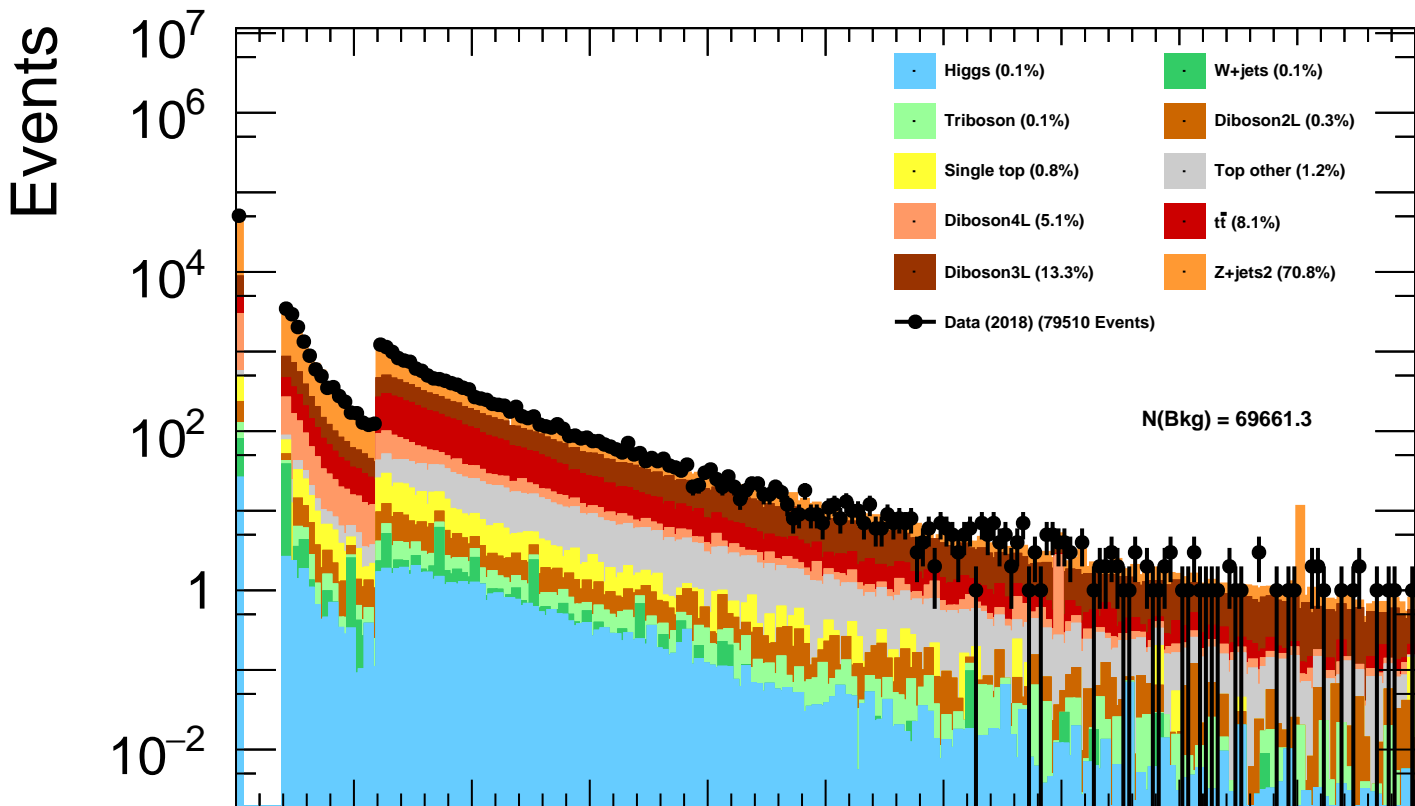 Events
10^7
10^6
10^4
10^2
1
10^−2
Higgs (0.1%)
W+jets (0.1%)
Triboson (0.1%)
Diboson2L (0.3%)
Single top (0.8%)
Top other (1.2%)
Diboson4L (5.1%)
tt̄ (8.1%)
Diboson3L (13.3%)
Z+jets2 (70.8%)
Data (2018) (79510 Events)
N(Bkg) = 69661.3